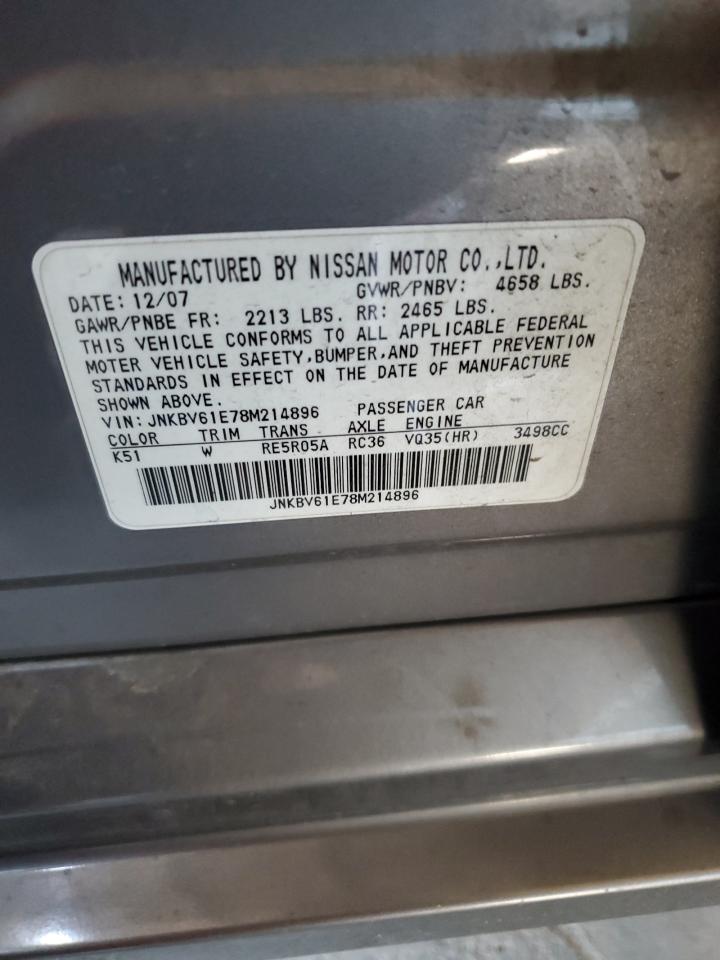 MANUFACTURED BY NISSAN MOTOR CO.,LTD.
DATE: 12/07 GVWR/PNBV: 4658 LBS.
GAWR/PNBE FR: 2213 LBS. RR: 2465 LBS.
THIS VEHICLE CONFORMS TO ALL APPLICABLE FEDERAL
MOTOR VEHICLE SAFETY,BUMPER,AND THEFT PREVENTION
STANDARDS IN EFFECT ON THE DATE OF MANUFACTURE
SHOWN ABOVE.
VIN: JNKBV61E78M214896 PASSENGER CAR
COLOR TRIM TRANS AXLE ENGINE
K51 W RE5R05A RC36 VQ35(HR) 3498CC
JNKBV61E78M214896